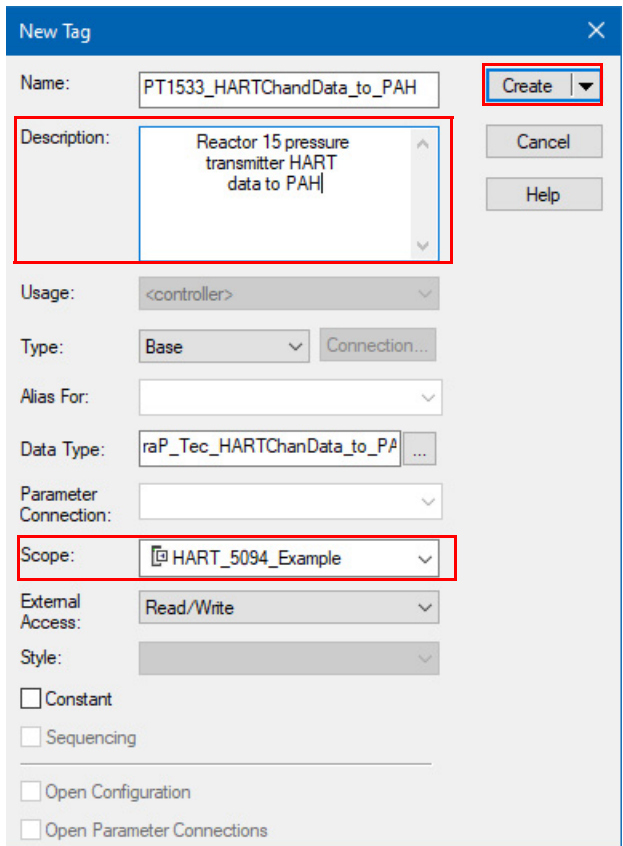 New Tag
Name:
PT1533_HARTChandData_to_PAH
Create
Description:
Reactor 15 pressure
transmitter HART
data to PAH
Cancel
Help
Usage:
<controller>
Type:
Base
Connection...
Alias For:
Data Type:
raP_Tec_HARTChanData_to_PA
...
Parameter
Connection:
Scope:
HART_5094_Example
External
Access:
Read/Write
Style:
Constant
Sequencing
Open Configuration
Open Parameter Connections